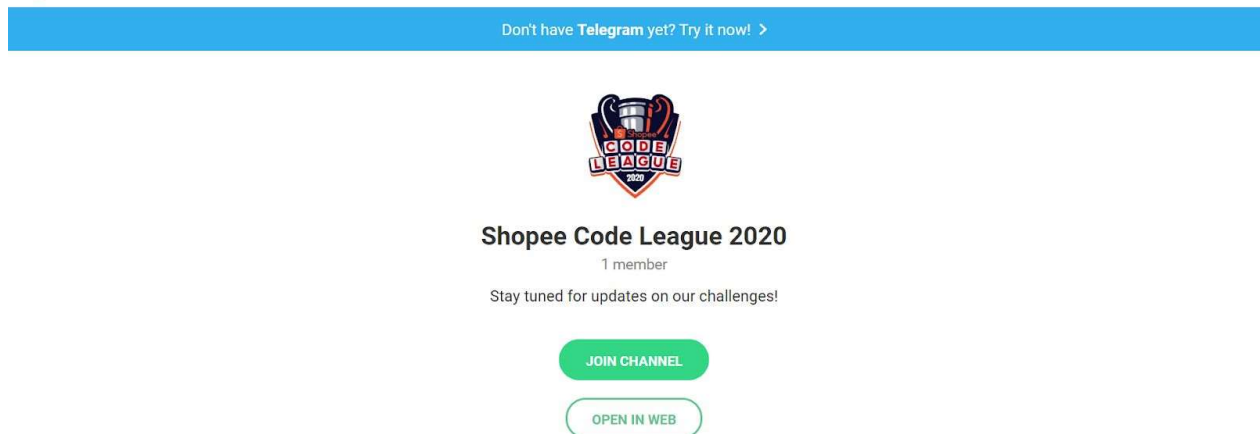 Don't have Telegram yet? Try it now!
Shopee
CODE
LEAGUE
2020
Shopee Code League 2020
1 member
Stay tuned for updates on our challenges!
JOIN CHANNEL
OPEN IN WEB